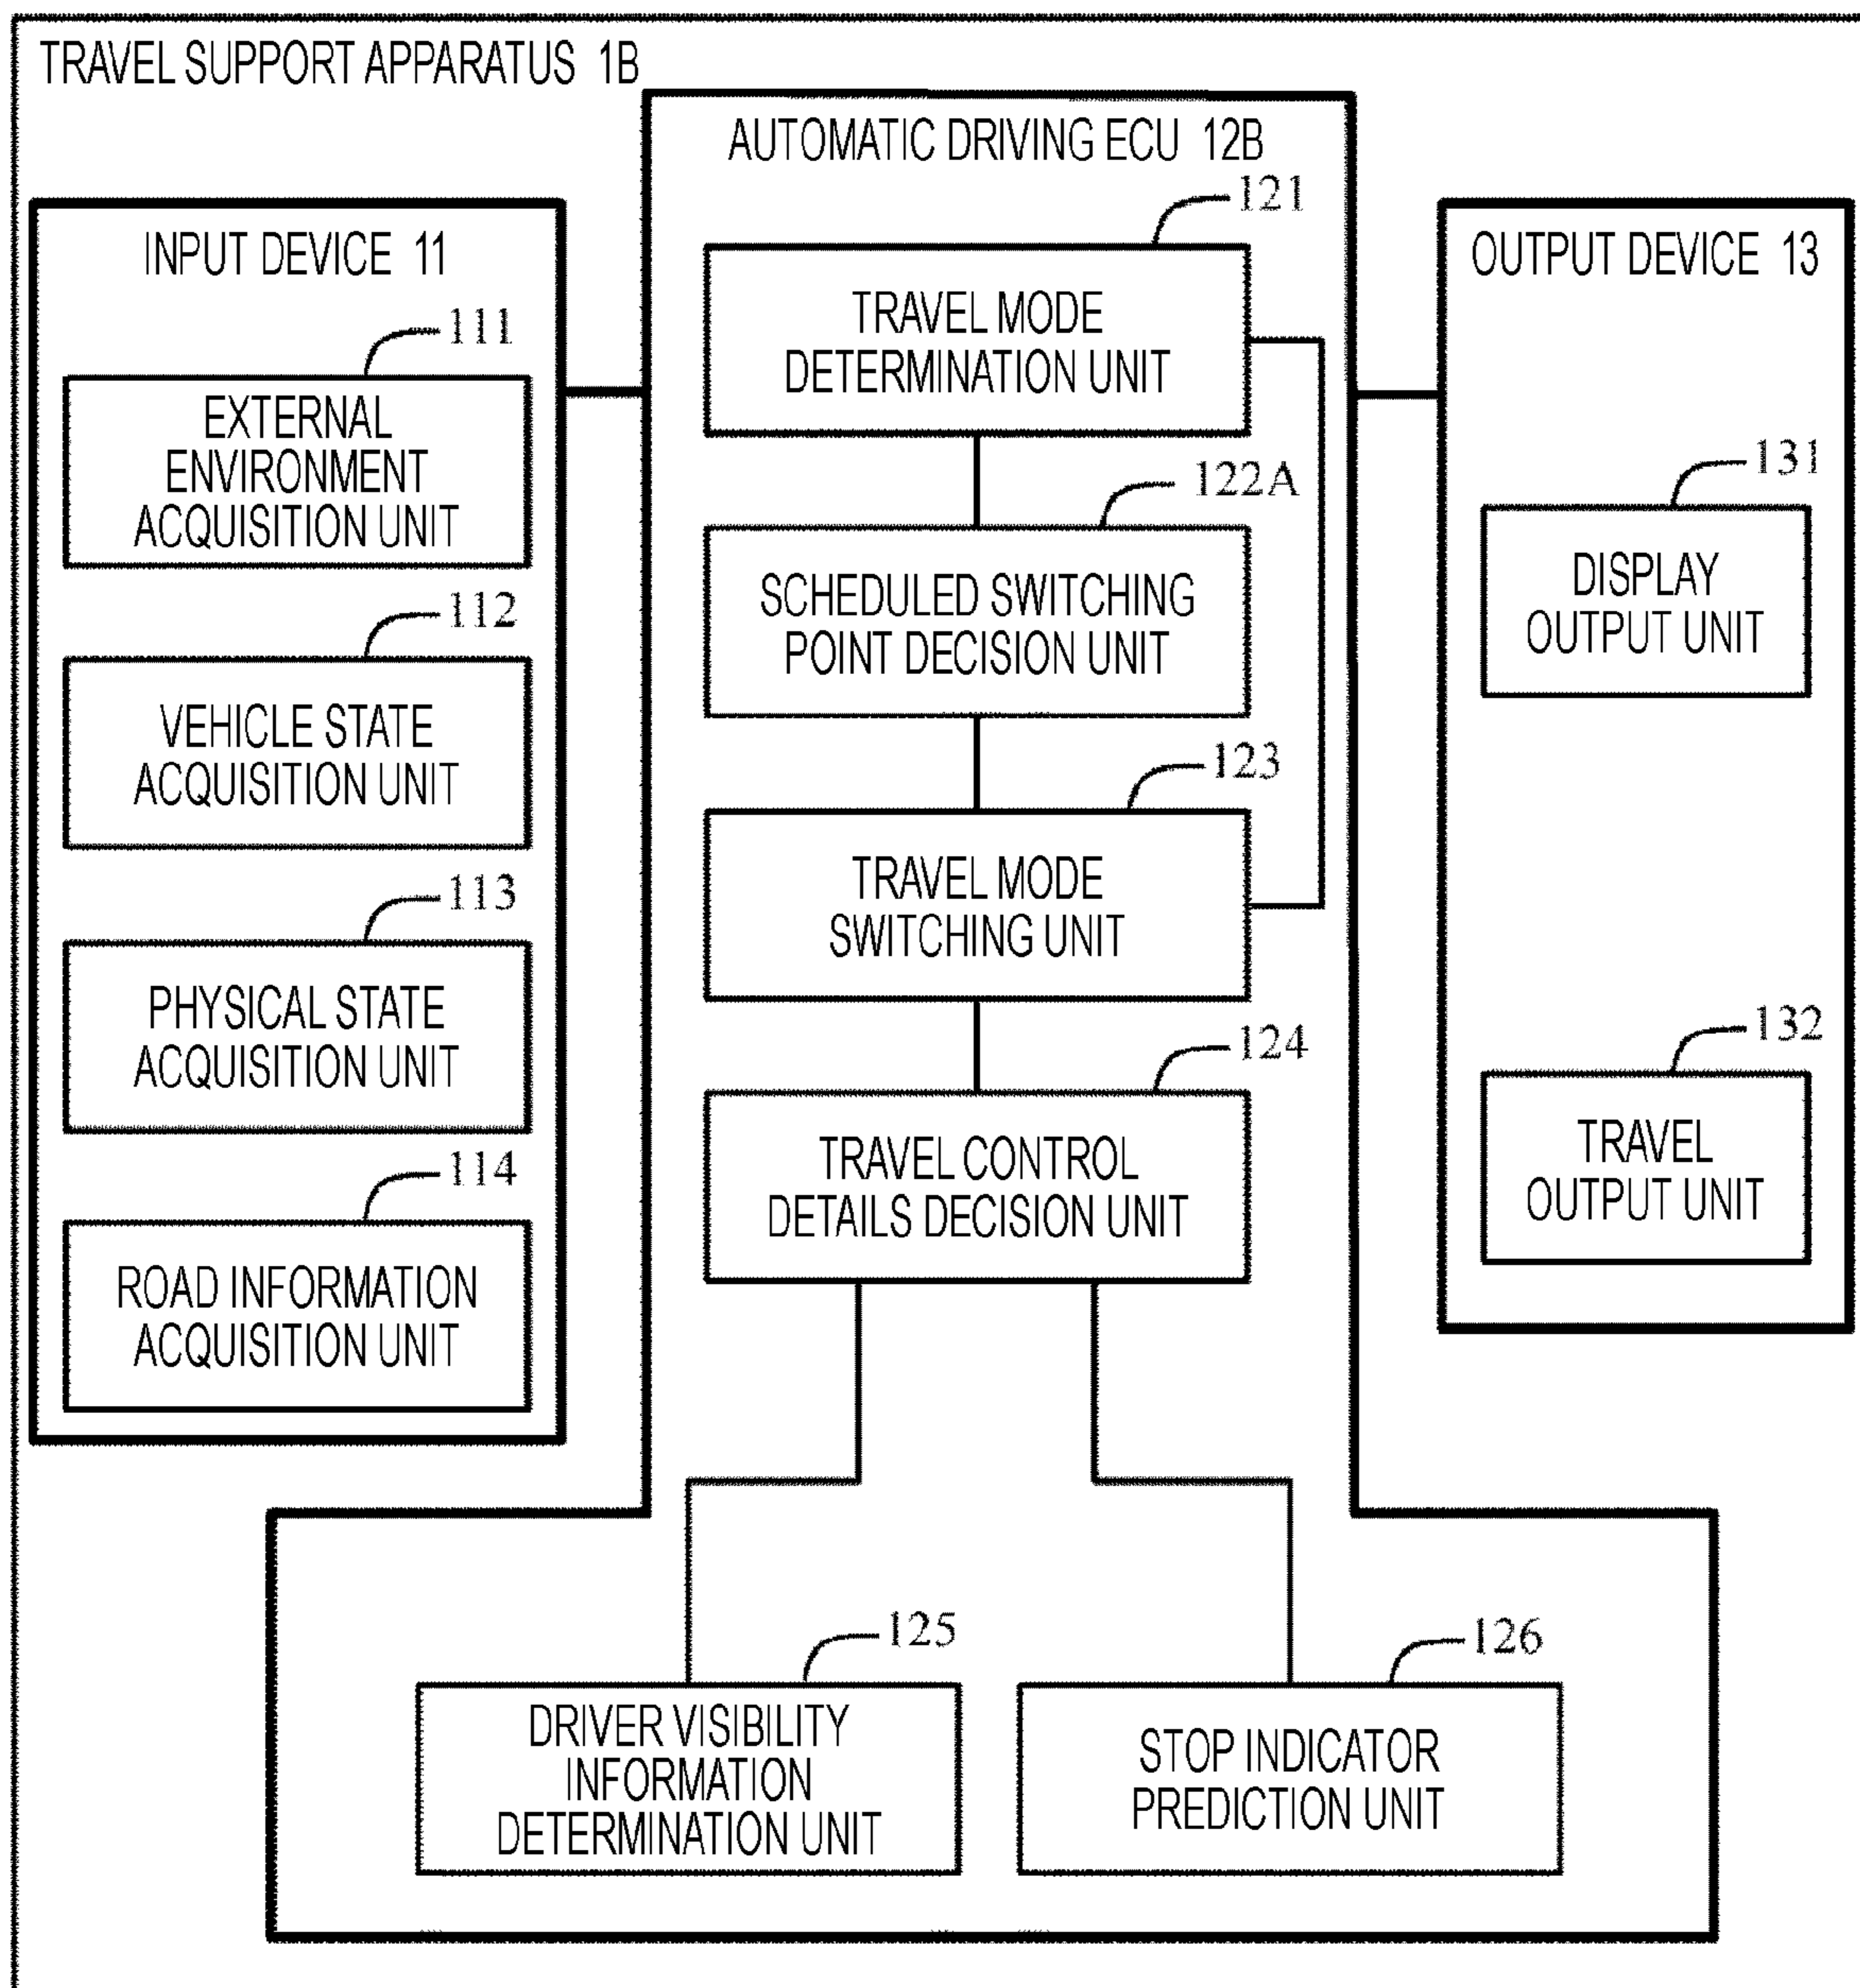 TRAVEL SUPPORT APPARATUS 1B
INPUT DEVICE 11
111
EXTERNAL
ENVIRONMENT
ACQUISITION UNIT
112
VEHICLE STATE
ACQUISITION UNIT
113
PHYSICAL STATE
ACQUISITION UNIT
114
ROAD INFORMATION
ACQUISITION UNIT
AUTOMATIC DRIVING ECU 12B
121
TRAVEL MODE
DETERMINATION UNIT
122A
SCHEDULED SWITCHING
POINT DECISION UNIT
123
TRAVEL MODE
SWITCHING UNIT
124
TRAVEL CONTROL
DETAILS DECISION UNIT
125
DRIVER VISIBILITY
INFORMATION
DETERMINATION UNIT
126
STOP INDICATOR
PREDICTION UNIT
OUTPUT DEVICE 13
131
DISPLAY
OUTPUT UNIT
132
TRAVEL
OUTPUT UNIT